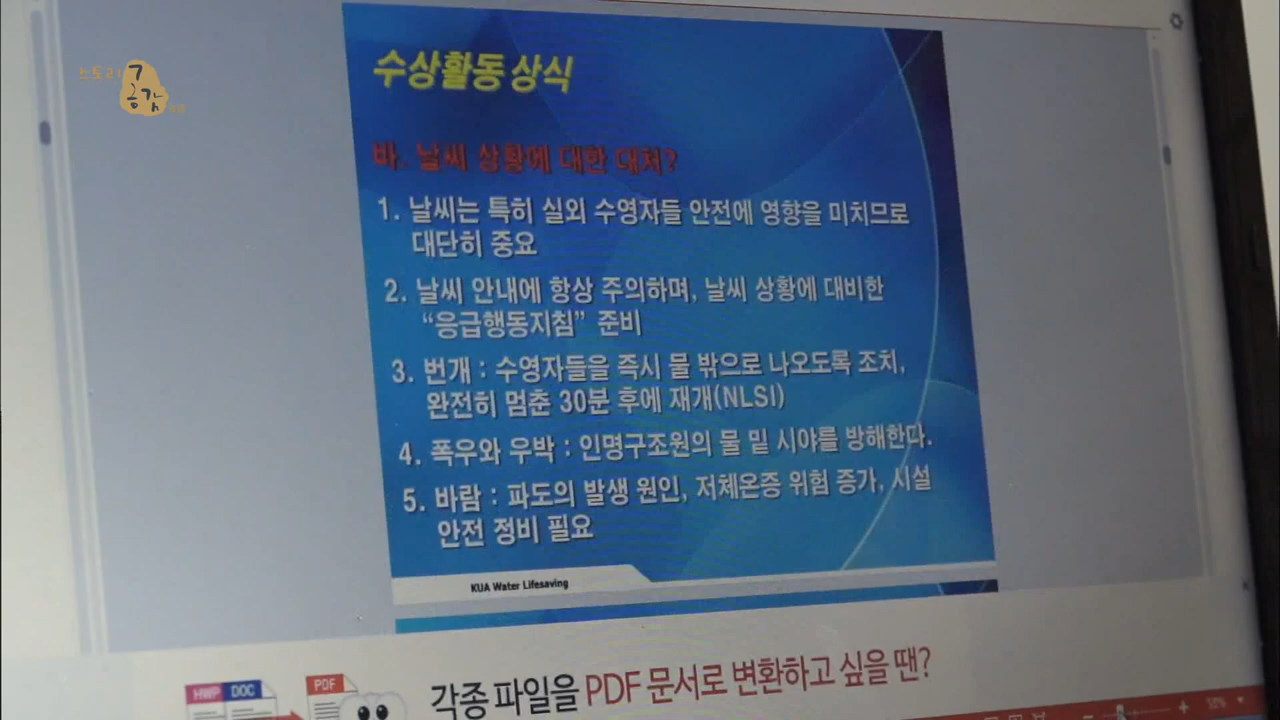 스토리
공감
수상활동 상식
바. 날씨 상황에 대한 대처?
1. 날씨는 특히 실외 수영자들 안전에 영향을 미치므로
대단히 중요
2. 날씨 안내에 항상 주의하며, 날씨 상황에 대비한
“응급행동지침” 준비
3. 번개 : 수영자들을 즉시 물 밖으로 나오도록 조치,
완전히 멈춘 30분 후에 재개(NLSI)
4. 폭우와 우박 : 인명구조원의 물 밑 시야를 방해한다.
5. 바람 : 파도의 발생 원인, 저체온증 위험 증가, 시설
안전 정비 필요
KUA Water Lifesaving
HWP DOC
PDF
각종 파일을 PDF 문서로 변환하고 싶을 땐?